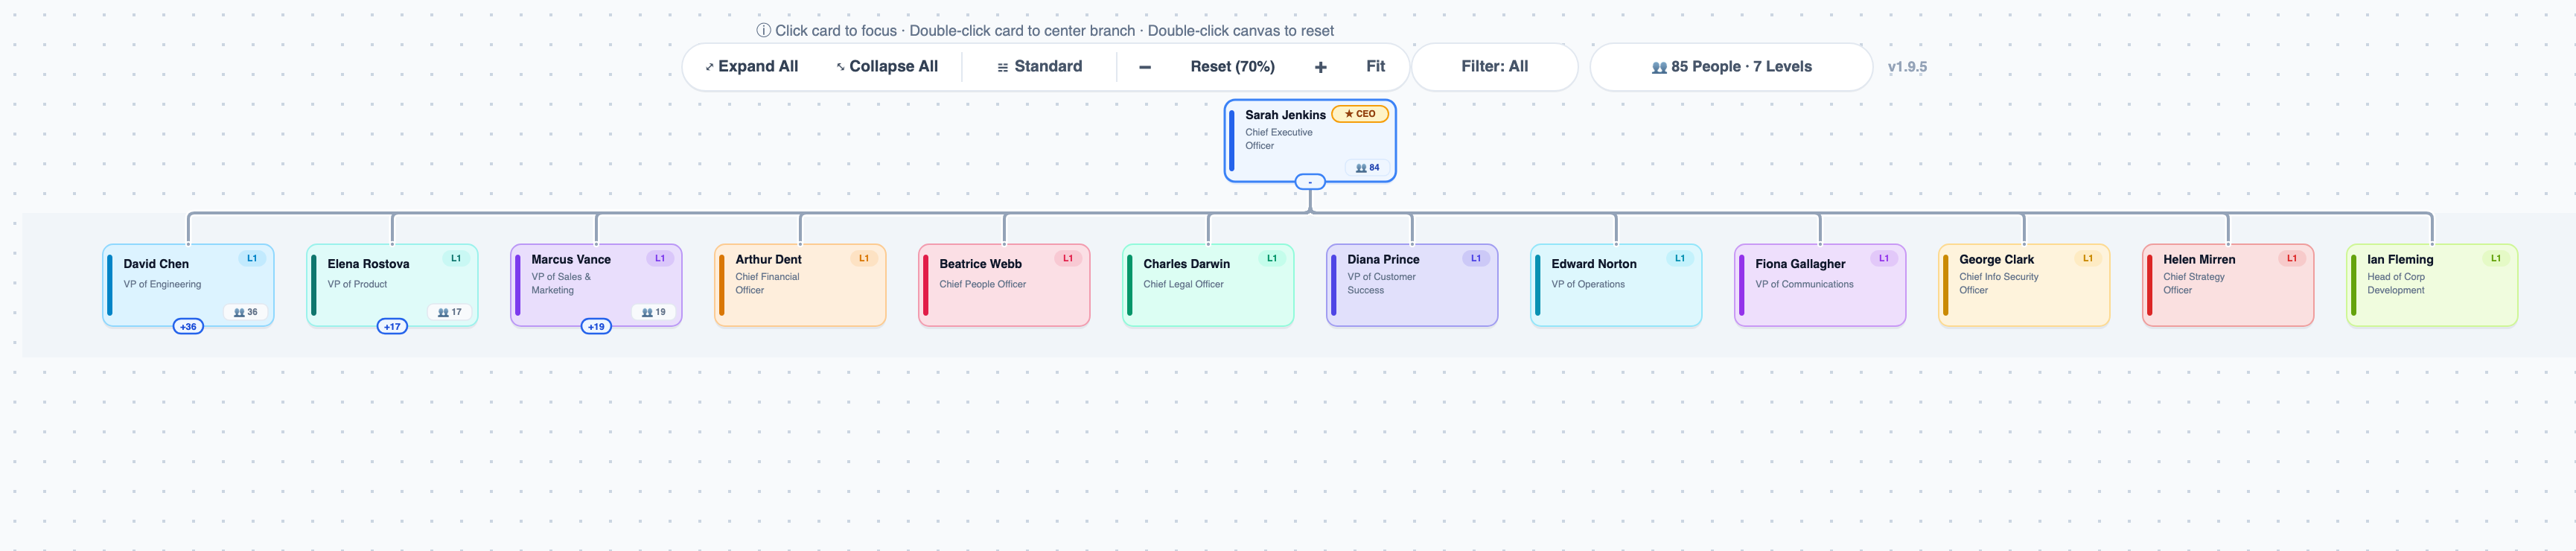 ⓘ Click card to focus · Double-click card to center branch · Double-click canvas to reset
Expand All
Collapse All
Standard
−
Reset (70%)
+
Fit
Filter: All
85 People · 7 Levels
v1.9.5
Sarah Jenkins
★ CEO
Chief Executive
Officer
84
-
David Chen
L1
VP of Engineering
36
+36
Elena Rostova
L1
VP of Product
17
+17
Marcus Vance
L1
VP of Sales &
Marketing
19
+19
Arthur Dent
L1
Chief Financial
Officer
Beatrice Webb
L1
Chief People Officer
Charles Darwin
L1
Chief Legal Officer
Diana Prince
L1
VP of Customer
Success
Edward Norton
L1
VP of Operations
Fiona Gallagher
L1
VP of Communications
George Clark
L1
Chief Info Security
Officer
Helen Mirren
L1
Chief Strategy
Officer
Ian Fleming
L1
Head of Corp
Development